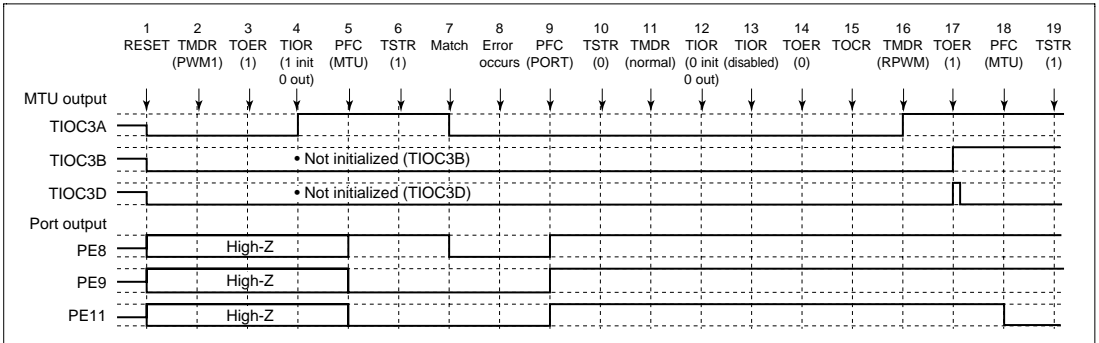 1 2 3 4 5 6 7 8 9 10 11 12 13 14 15 16 17 18 19
RESET TMDR TOER TIOR PFC TSTR Match Error PFC TSTR TMDR TIOR TIOR TOER TOCR TMDR TOER PFC TSTR
(PWM1) (1) (1 init (MTU) (1) occurs (PORT) (0) (normal) (0 init (disabled) (0) (RPWM) (1) (MTU) (1)
0 out) 0 out)
MTU output
TIOC3A
TIOC3B • Not initialized (TIOC3B)
TIOC3D • Not initialized (TIOC3D)
Port output
PE8 High-Z
PE9 High-Z
PE11 High-Z